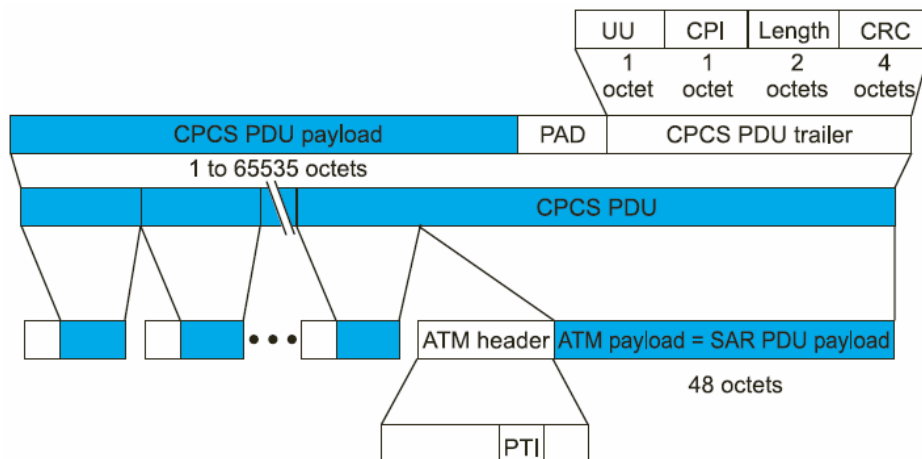 UU CPI Length CRC
1 1 2 4
octet octet octets octets
CPCS PDU payload PAD CPCS PDU trailer
1 to 65535 octets
CPCS PDU
ATM header ATM payload = SAR PDU payload
48 octets
PTI